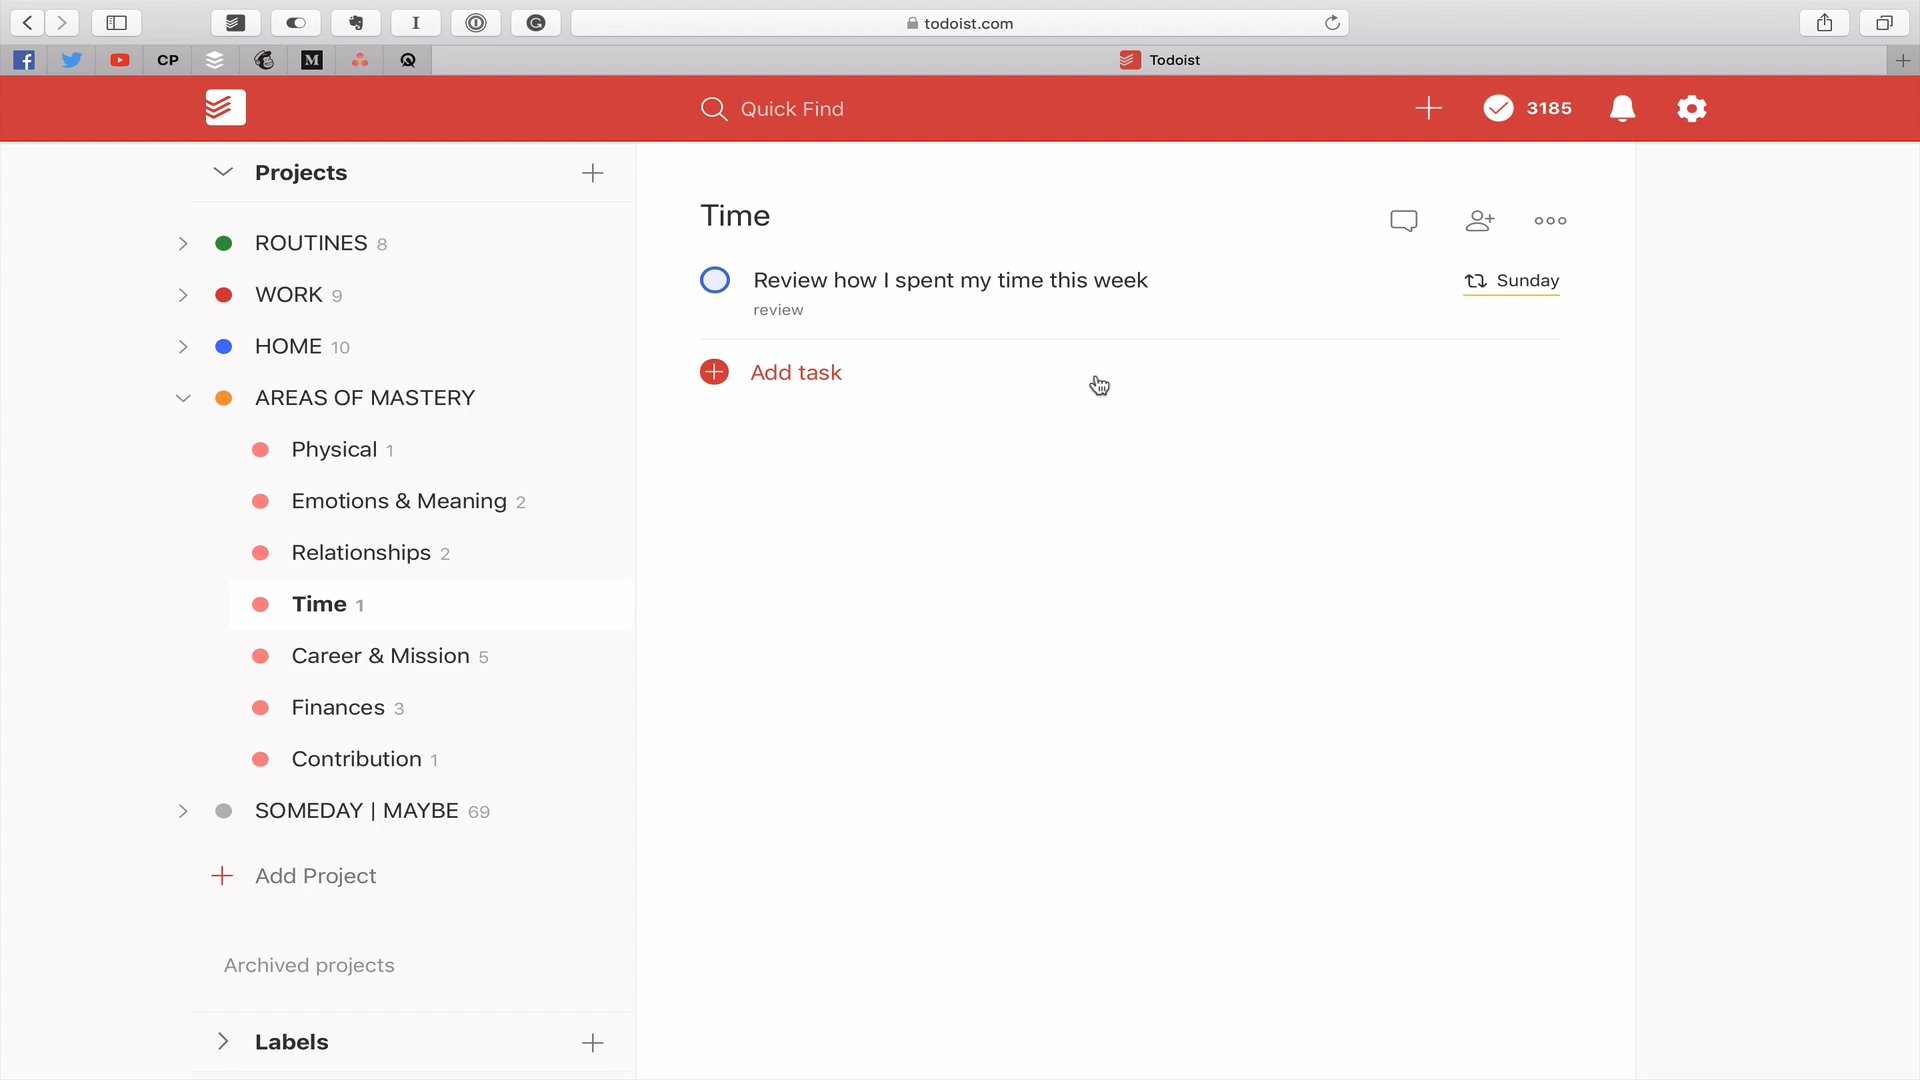 todoist.com
CP
M
Todoist
Quick Find
3185
Projects
ROUTINES 8
WORK 9
HOME 10
AREAS OF MASTERY
Physical 1
Emotions & Meaning 2
Relationships 2
Time 1
Career & Mission 5
Finances 3
Contribution 1
SOMEDAY | MAYBE 69
Add Project
Archived projects
Labels
Time
Review how I spent my time this week
Sunday
review
Add task